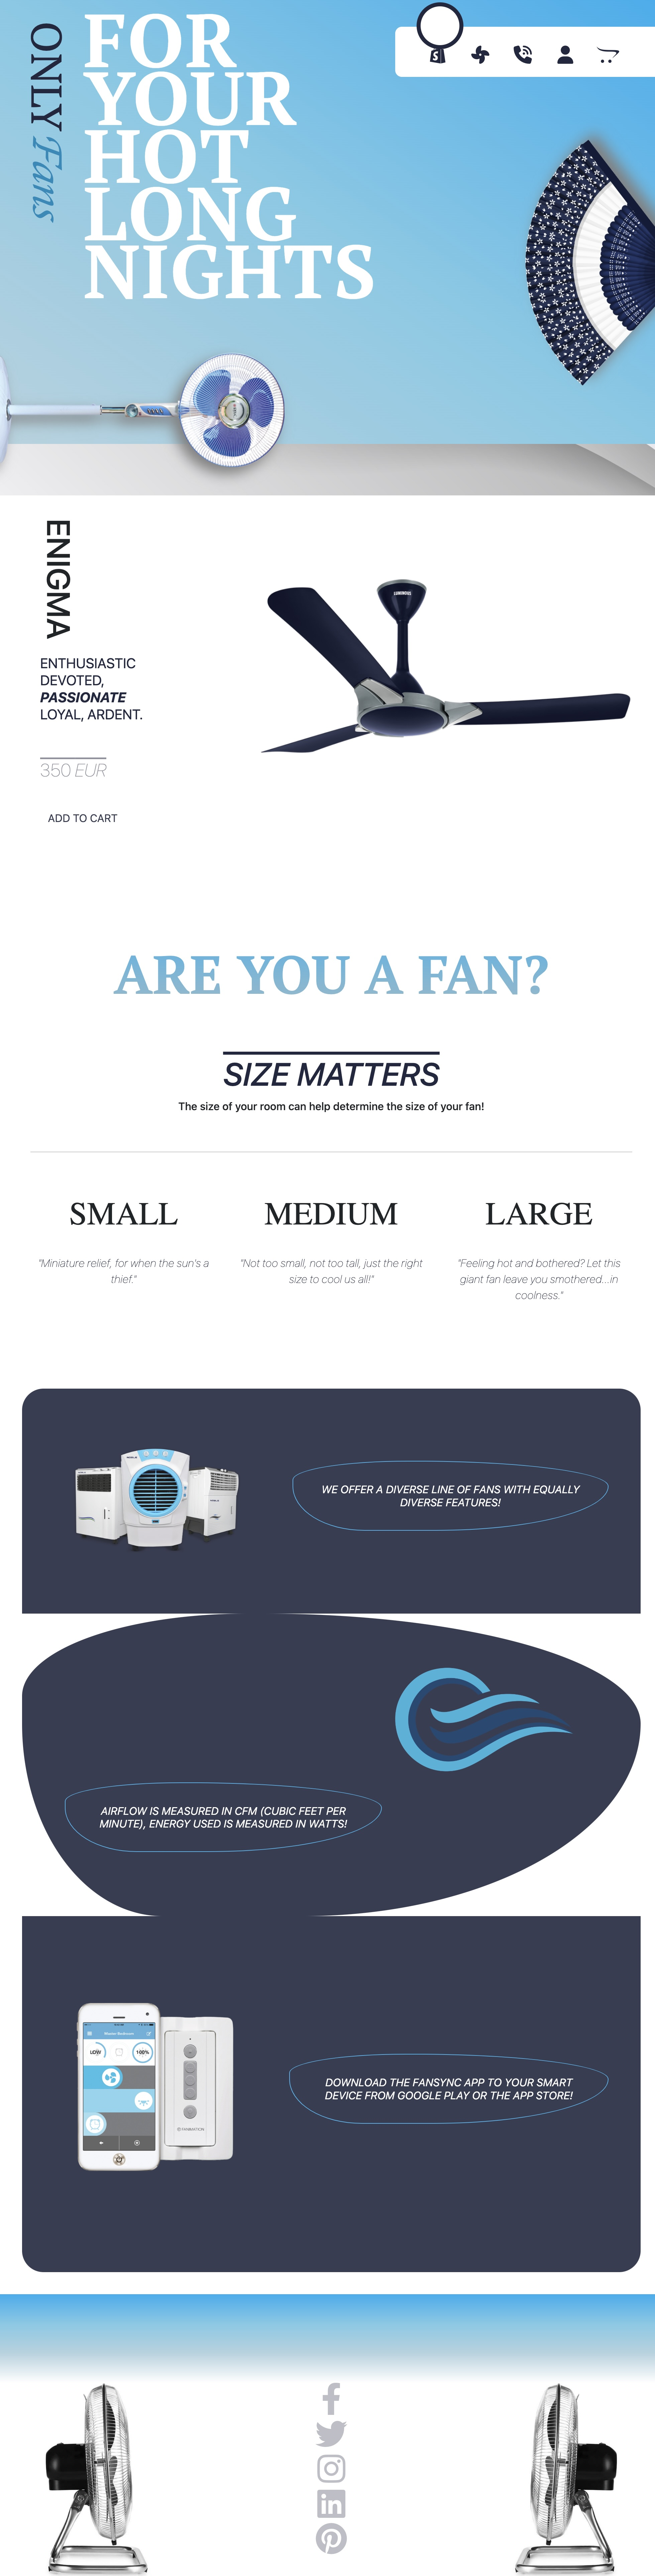 ONLY Fans
FOR
YOUR
HOT
LONG
NIGHTS
ENIGMA
LUMINOUS
ENTHUSIASTIC
DEVOTED,
PASSIONATE
LOYAL, ARDENT.
350 EUR
ADD TO CART
ARE YOU A FAN?
SIZE MATTERS
The size of your room can help determine the size of your fan!
SMALL
MEDIUM
LARGE
"Miniature relief, for when the sun's a
thief."
"Not too small, not too tall, just the right
size to cool us all!"
"Feeling hot and bothered? Let this
giant fan leave you smothered...in
coolness."
WE OFFER A DIVERSE LINE OF FANS WITH EQUALLY
DIVERSE FEATURES!
AIRFLOW IS MEASURED IN CFM (CUBIC FEET PER
MINUTE), ENERGY USED IS MEASURED IN WATTS!
LOW
100%
DOWNLOAD THE FANSYNC APP TO YOUR SMART
DEVICE FROM GOOGLE PLAY OR THE APP STORE!